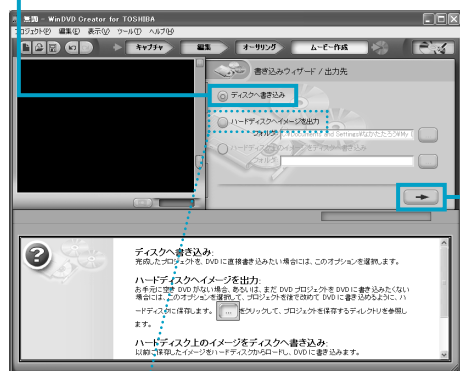 無題 - WinDVD Creator for TOSHIBA
プロジェクト(P) 編集(E) 表示(V) ツール(T) ヘルプ(H)
キャプチャ 編集 オーサリング ムービー作成
書き込みウィザード / 出力先
ディスクへ書き込み
ハードディスクへイメージを出力
フォルダ
ハードディスク上のイメージをディスクへ書き込み
フォルダ
ディスクへ書き込み:
完成したプロジェクトを、DVD に直接書き込みたい場合には、このオプションを選択します。
ハードディスクへイメージを出力:
お手元に空き DVD がない場合、あるいは、まだ DVD プロジェクトを DVD に書き込みたくない
場合には、このオプションを選択して、プロジェクトを後で改めて DVD に書き込めるように、ハ
ードディスクに保存します。 ... をクリックして、プロジェクトを保存するディレクトリを参照し
ます。
ハードディスク上のイメージをディスクへ書き込み:
以前に保存したイメージをハードディスクからロードし、DVD に書き込みます。